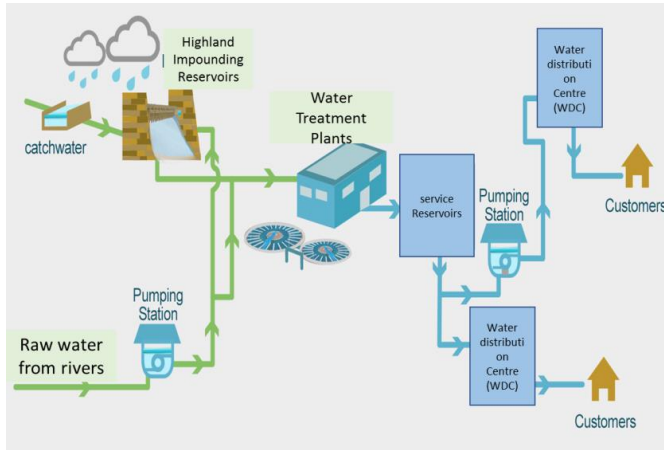 Highland
Impounding
Reservoirs
catchwater
Water
Treatment
Plants
service
Reservoirs
Pumping
Station
Water
distributi
on
Centre
(WDC)
Customers
Pumping
Station
Raw water
from rivers
Water
distributi
on
Centre
(WDC)
Customers